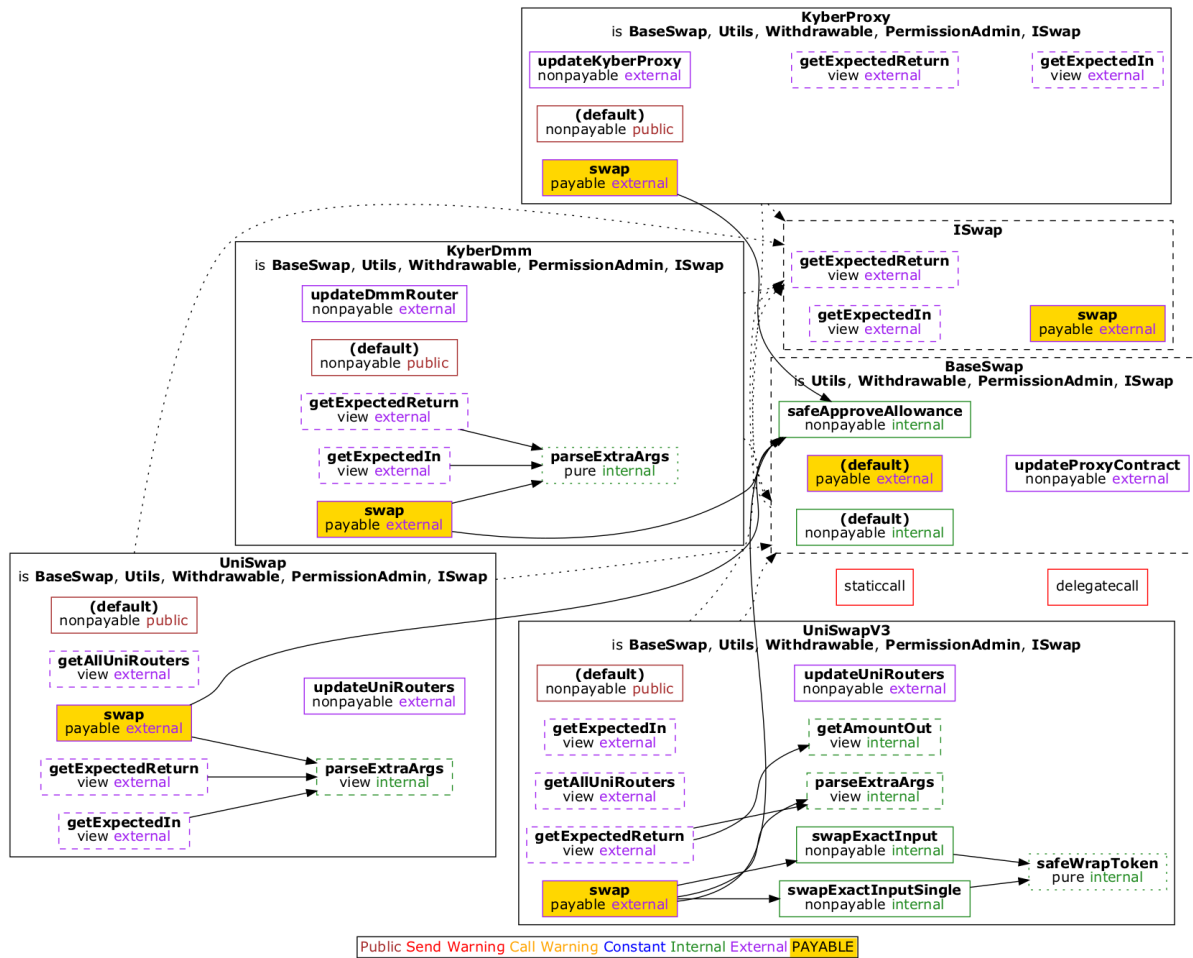 KyberProxy
is BaseSwap, Utils, Withdrawable, PermissionAdmin, ISwap
updateKyberProxy
nonpayable external
getExpectedReturn
view external
getExpectedIn
view external
(default)
nonpayable public
swap
payable external
ISwap
getExpectedReturn
view external
getExpectedIn
view external
swap
payable external
KyberDmm
is BaseSwap, Utils, Withdrawable, PermissionAdmin, ISwap
updateDmmRouter
nonpayable external
(default)
nonpayable public
getExpectedReturn
view external
getExpectedIn
view external
parseExtraArgs
pure internal
swap
payable external
BaseSwap
is Utils, Withdrawable, PermissionAdmin, ISwap
safeApproveAllowance
nonpayable internal
(default)
payable external
updateProxyContract
nonpayable external
(default)
nonpayable internal
staticcall
delegatecall
UniSwap
is BaseSwap, Utils, Withdrawable, PermissionAdmin, ISwap
(default)
nonpayable public
getAllUniRouters
view external
updateUniRouters
nonpayable external
swap
payable external
getExpectedReturn
view external
parseExtraArgs
view internal
getExpectedIn
view external
UniSwapV3
is BaseSwap, Utils, Withdrawable, PermissionAdmin, ISwap
(default)
nonpayable public
updateUniRouters
nonpayable external
getExpectedIn
view external
getAmountOut
view internal
getAllUniRouters
view external
parseExtraArgs
view internal
getExpectedReturn
view external
swapExactInput
nonpayable internal
safeWrapToken
pure internal
swap
payable external
swapExactInputSingle
nonpayable internal
Public Send Warning Call Warning Constant Internal External PAYABLE